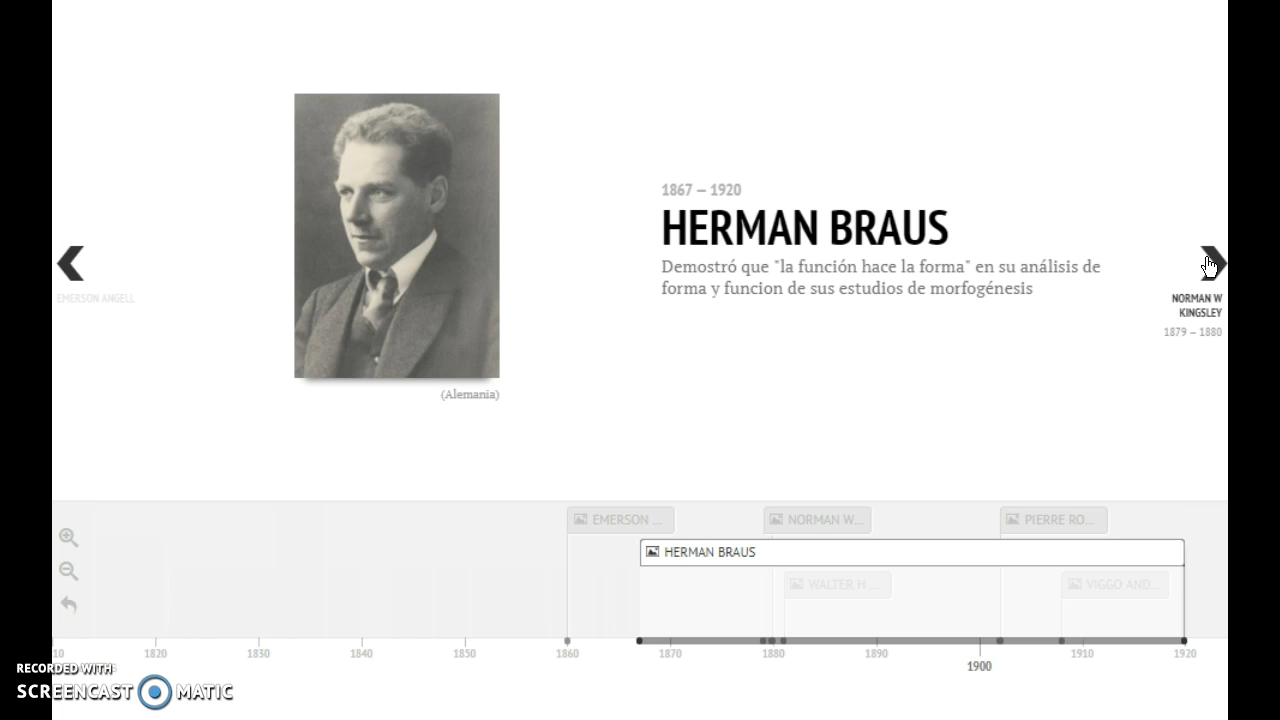 1867 – 1920
HERMAN BRAUS
Demostró que "la función hace la forma" en su análisis de
forma y funcion de sus estudios de morfogénesis
EMERSON ANGELL
NORMAN W
KINGSLEY
1879 – 1880
(Alemania)
EMERSON ...
NORMAN W...
PIERRE RO...
HERMAN BRAUS
WALTER H ...
VIGGO AND...
10 1820 1830 1840 1850 1860 1870 1880 1890 1900 1910 1920
RECORDED WITH
SCREENCAST MATIC